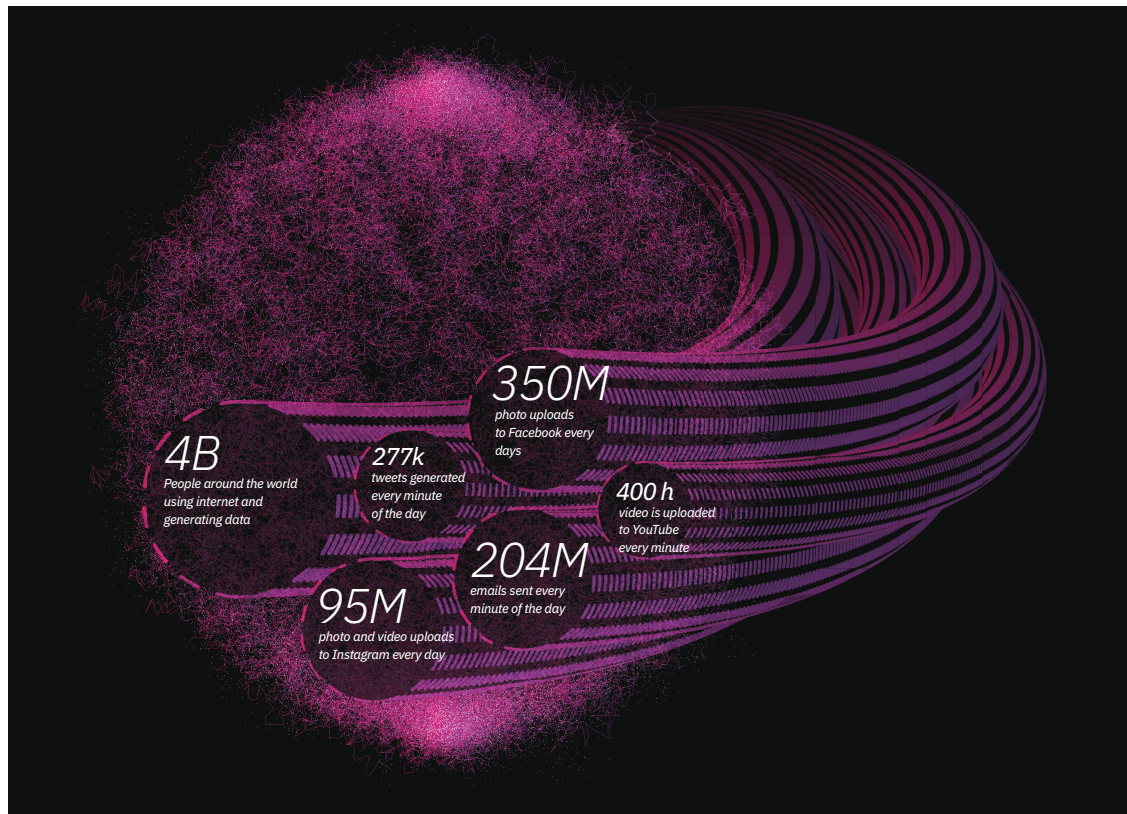 350M
photo uploads
to Facebook every
days
4B
People around the world
using internet and
generating data
277k
tweets generated
every minute
of the day
400 h
video is uploaded
to YouTube
every minute
204M
emails sent every
minute of the day
95M
photo and video uploads
to Instagram every day